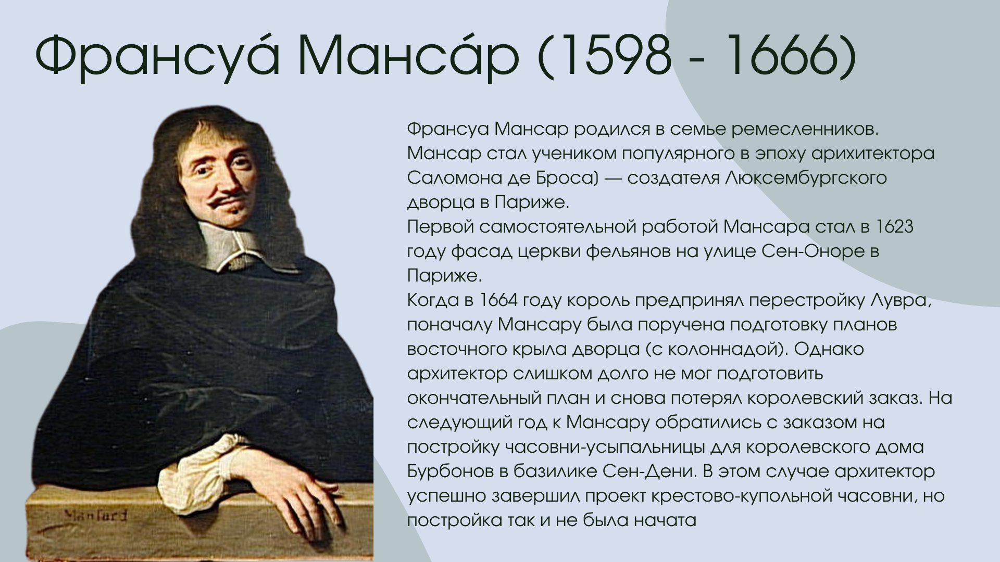 Франсуа́ Манса́р (1598 - 1666)
Франсуа Мансар родился в семье ремесленников.
Мансар стал учеником популярного в эпоху арихитектора
Саломона де Броса) — создателя Люксембургского
дворца в Париже.
Первой самостоятельной работой Мансара стал в 1623
году фасад церкви фельянов на улице Сен-Оноре в
Париже.
Когда в 1664 году король предпринял перестройку Лувра,
поначалу Мансару была поручена подготовку планов
восточного крыла дворца (с колоннадой). Однако
архитектор слишком долго не мог подготовить
окончательный план и снова потерял королевский заказ. На
следующий год к Мансару обратились с заказом на
постройку часовни-усыпальницы для королевского дома
Бурбонов в базилике Сен-Дени. В этом случае архитектор
успешно завершил проект крестово-купольной часовни, но
постройка так и не была начата